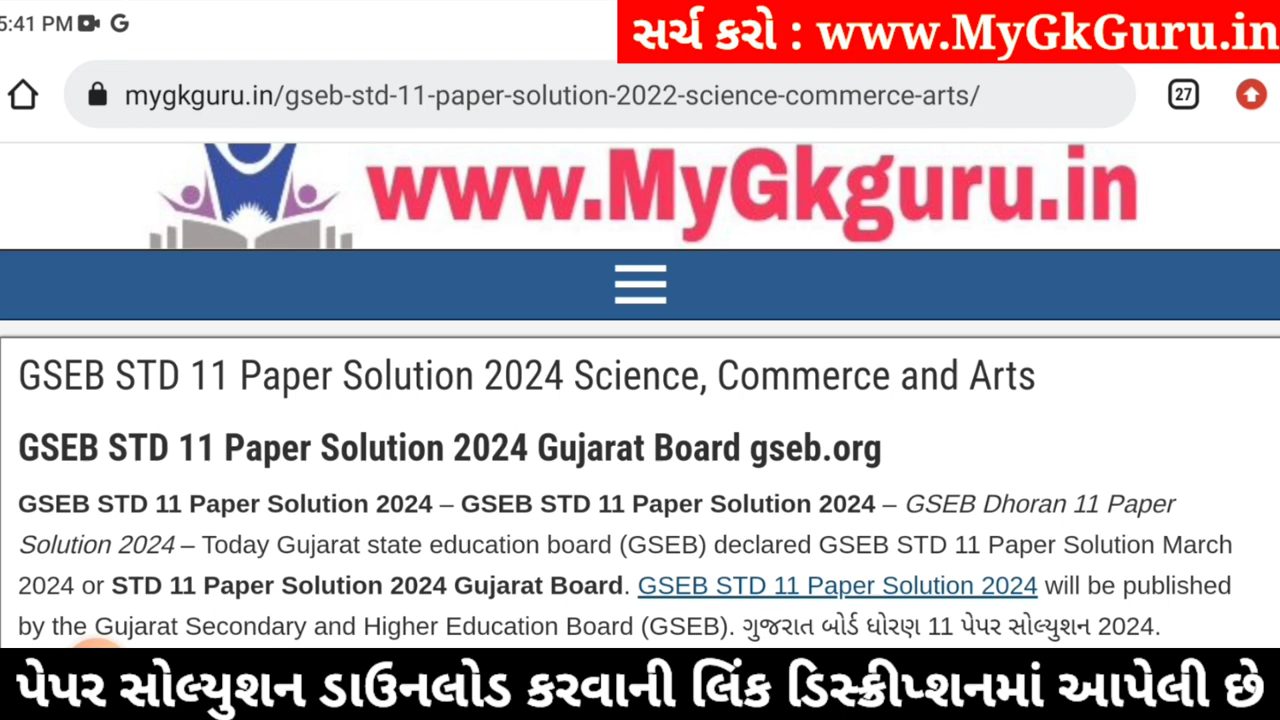 5:41 PM
સર્ચ કરો : www.MyGkGuru.in
mygkguru.in/gseb-std-11-paper-solution-2022-science-commerce-arts/
27
www.MyGkguru.in
GSEB STD 11 Paper Solution 2024 Science, Commerce and Arts
GSEB STD 11 Paper Solution 2024 Gujarat Board gseb.org
GSEB STD 11 Paper Solution 2024 – GSEB STD 11 Paper Solution 2024 – GSEB Dhoran 11 Paper
Solution 2024 – Today Gujarat state education board (GSEB) declared GSEB STD 11 Paper Solution March
2024 or STD 11 Paper Solution 2024 Gujarat Board. GSEB STD 11 Paper Solution 2024 will be published
by the Gujarat Secondary and Higher Education Board (GSEB). ગુજરાત બોર્ડ ધોરણ 11 પેપર સોલ્યુશન 2024.
પેપર સોલ્યુશન ડાઉનલોડ કરવાની લિંક ડિસ્ક્રીપ્શનમાં આપેલી છે